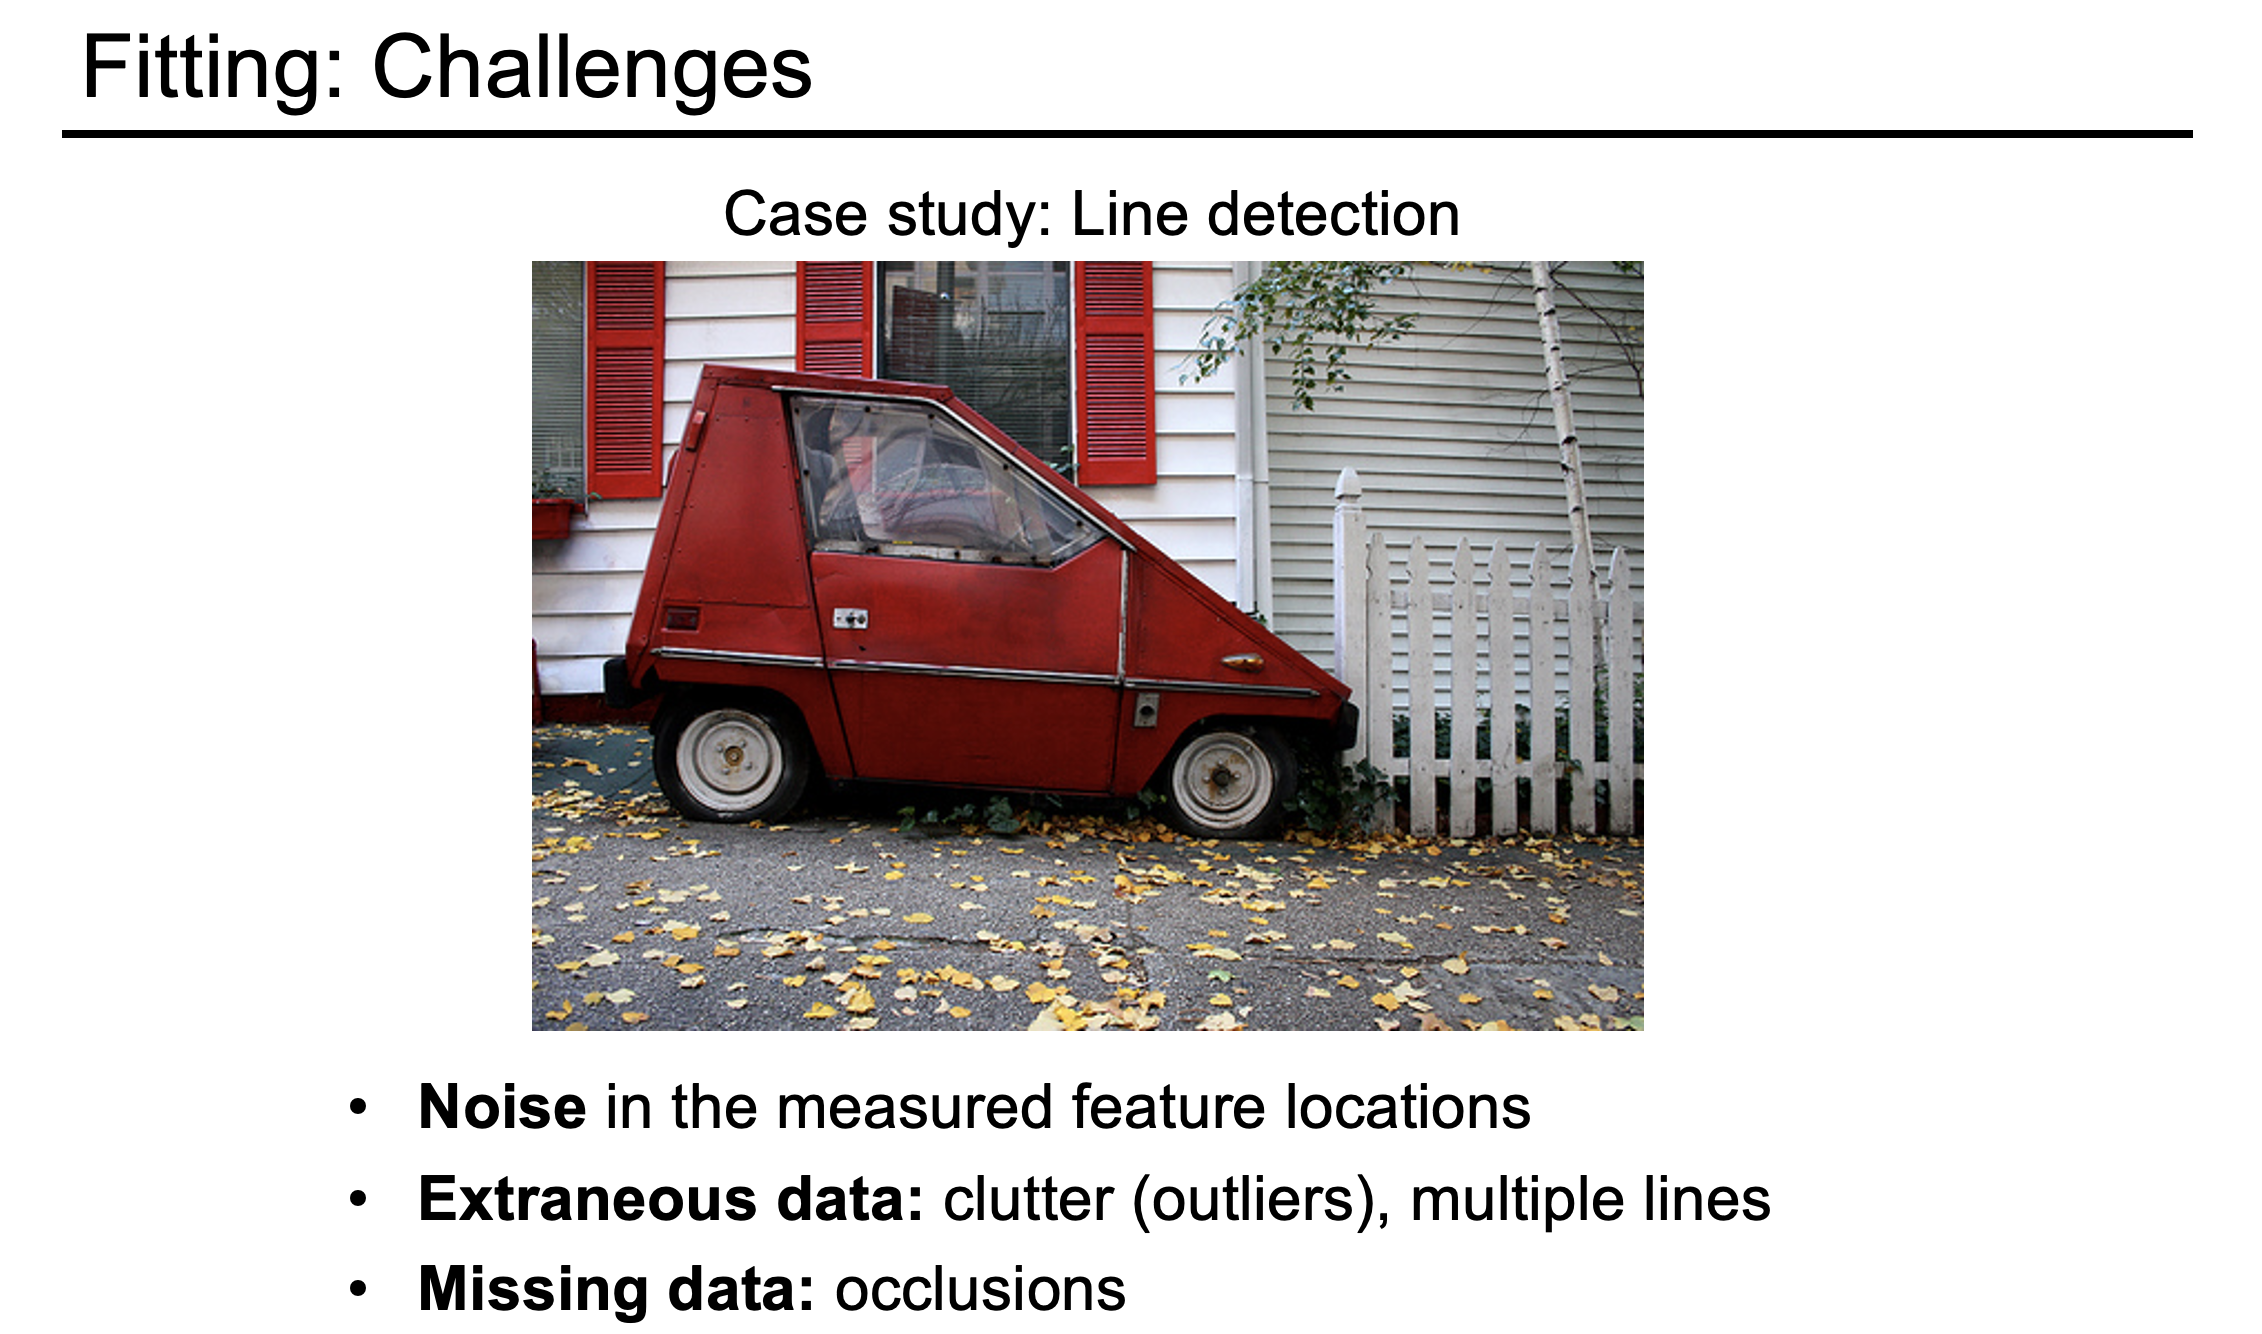 Fitting: Challenges
Case study: Line detection
• Noise in the measured feature locations
• Extraneous data: clutter (outliers), multiple lines
• Missing data: occlusions